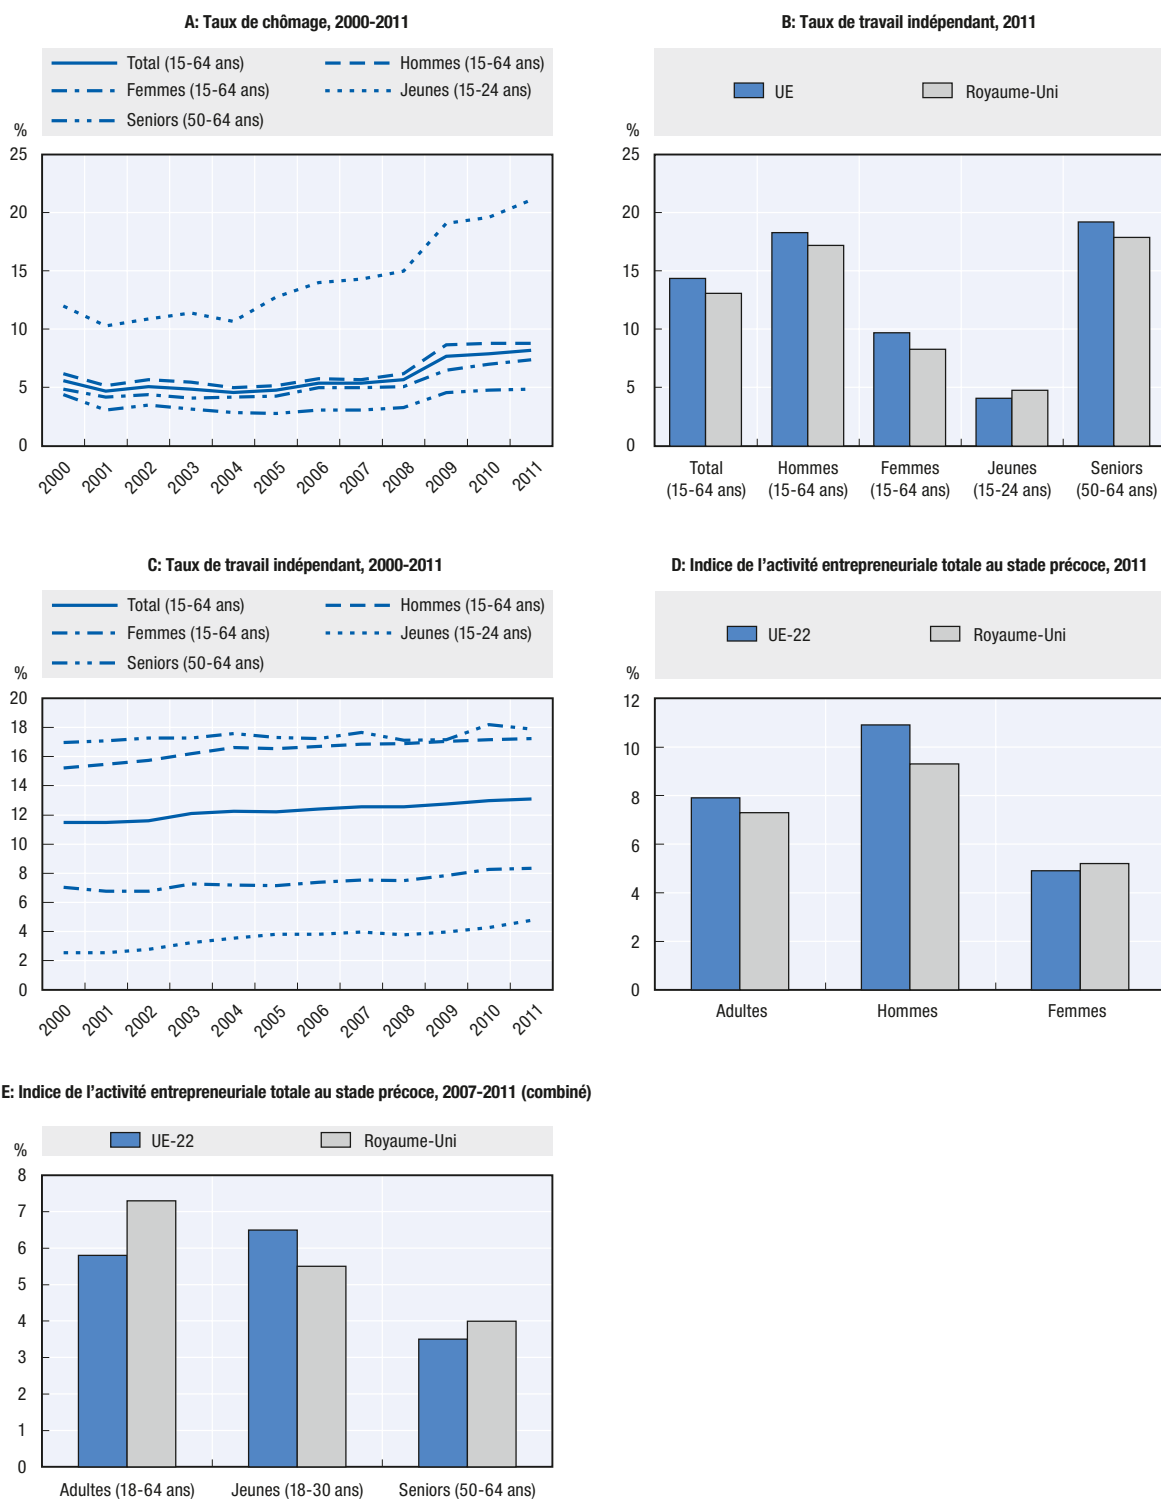 A: Taux de chômage, 2000-2011
Total (15-64 ans)
Hommes (15-64 ans)
Femmes (15-64 ans)
Jeunes (15-24 ans)
Seniors (50-64 ans)
%
25
20
15
10
5
0
2000 2001 2002 2003 2004 2005 2006 2007 2008 2009 2010 2011
B: Taux de travail indépendant, 2011
UE
Royaume-Uni
%
25
20
15
10
5
0
Total Hommes Femmes Jeunes Seniors
(15-64 ans) (15-64 ans) (15-64 ans) (15-24 ans) (50-64 ans)
C: Taux de travail indépendant, 2000-2011
Total (15-64 ans)
Hommes (15-64 ans)
Femmes (15-64 ans)
Jeunes (15-24 ans)
Seniors (50-64 ans)
%
20
18
16
14
12
10
8
6
4
2
0
2000 2001 2002 2003 2004 2005 2006 2007 2008 2009 2010 2011
D: Indice de l’activité entrepreneuriale totale au stade précoce, 2011
UE-22
Royaume-Uni
%
12
10
8
6
4
2
0
Adultes Hommes Femmes
E: Indice de l’activité entrepreneuriale totale au stade précoce, 2007-2011 (combiné)
UE-22
Royaume-Uni
%
8
7
6
5
4
3
2
1
0
Adultes (18-64 ans) Jeunes (18-30 ans) Seniors (50-64 ans)